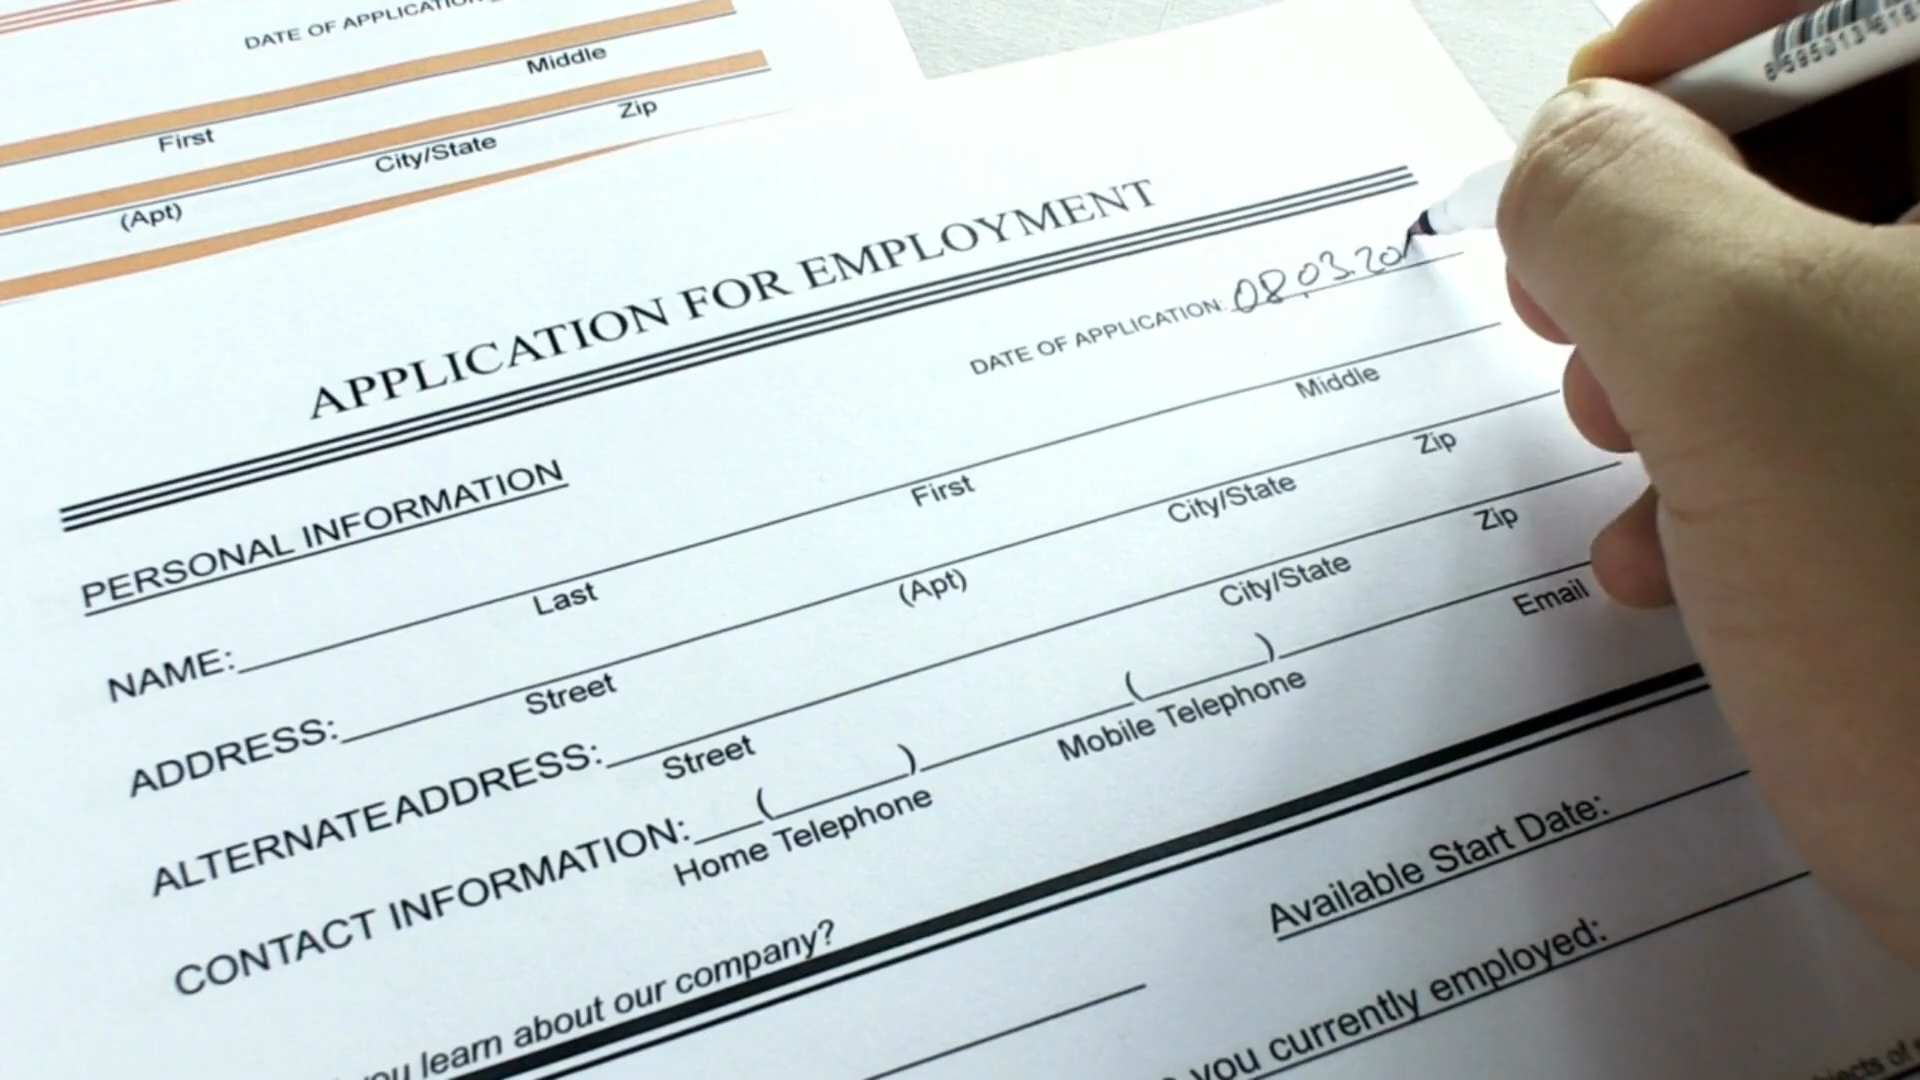 DATE OF APPLICATION
Middle
First
Zip
City/State
(Apt)
APPLICATION FOR EMPLOYMENT
DATE OF APPLICATION: 08.03.20
PERSONAL INFORMATION
NAME:
Last First Middle
ADDRESS:
Street (Apt) City/State Zip
ALTERNATE ADDRESS:
Street City/State Zip
CONTACT INFORMATION: ( ) ( )
Home Telephone Mobile Telephone Email
you learn about our company?
Available Start Date:
you currently employed: